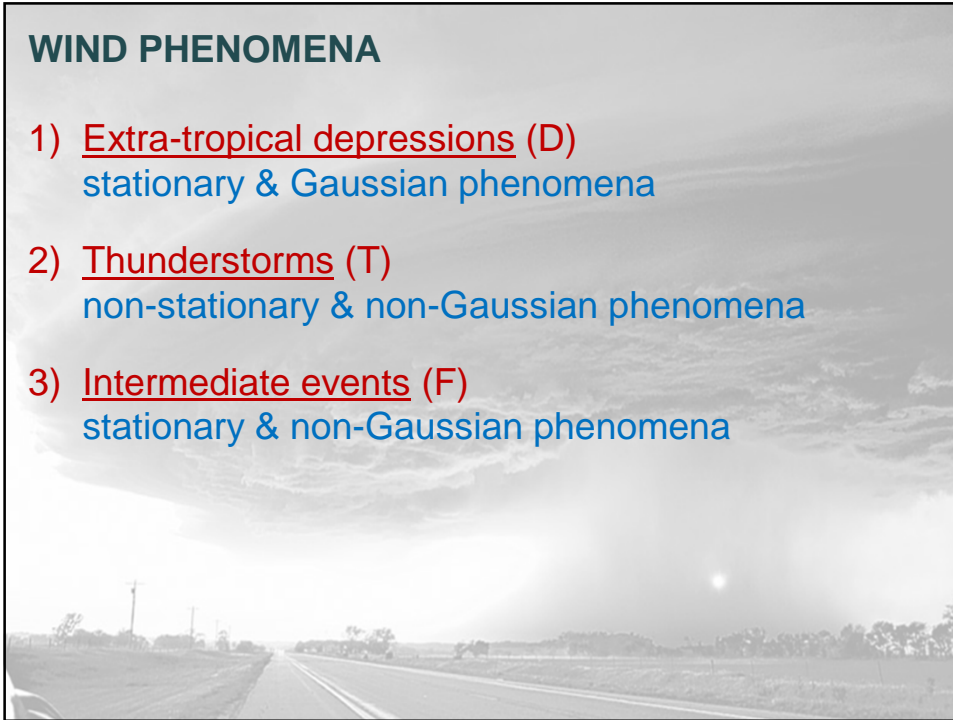 WIND PHENOMENA
1) Extra-tropical depressions (D)
stationary & Gaussian phenomena
2) Thunderstorms (T)
non-stationary & non-Gaussian phenomena
3) Intermediate events (F)
stationary & non-Gaussian phenomena